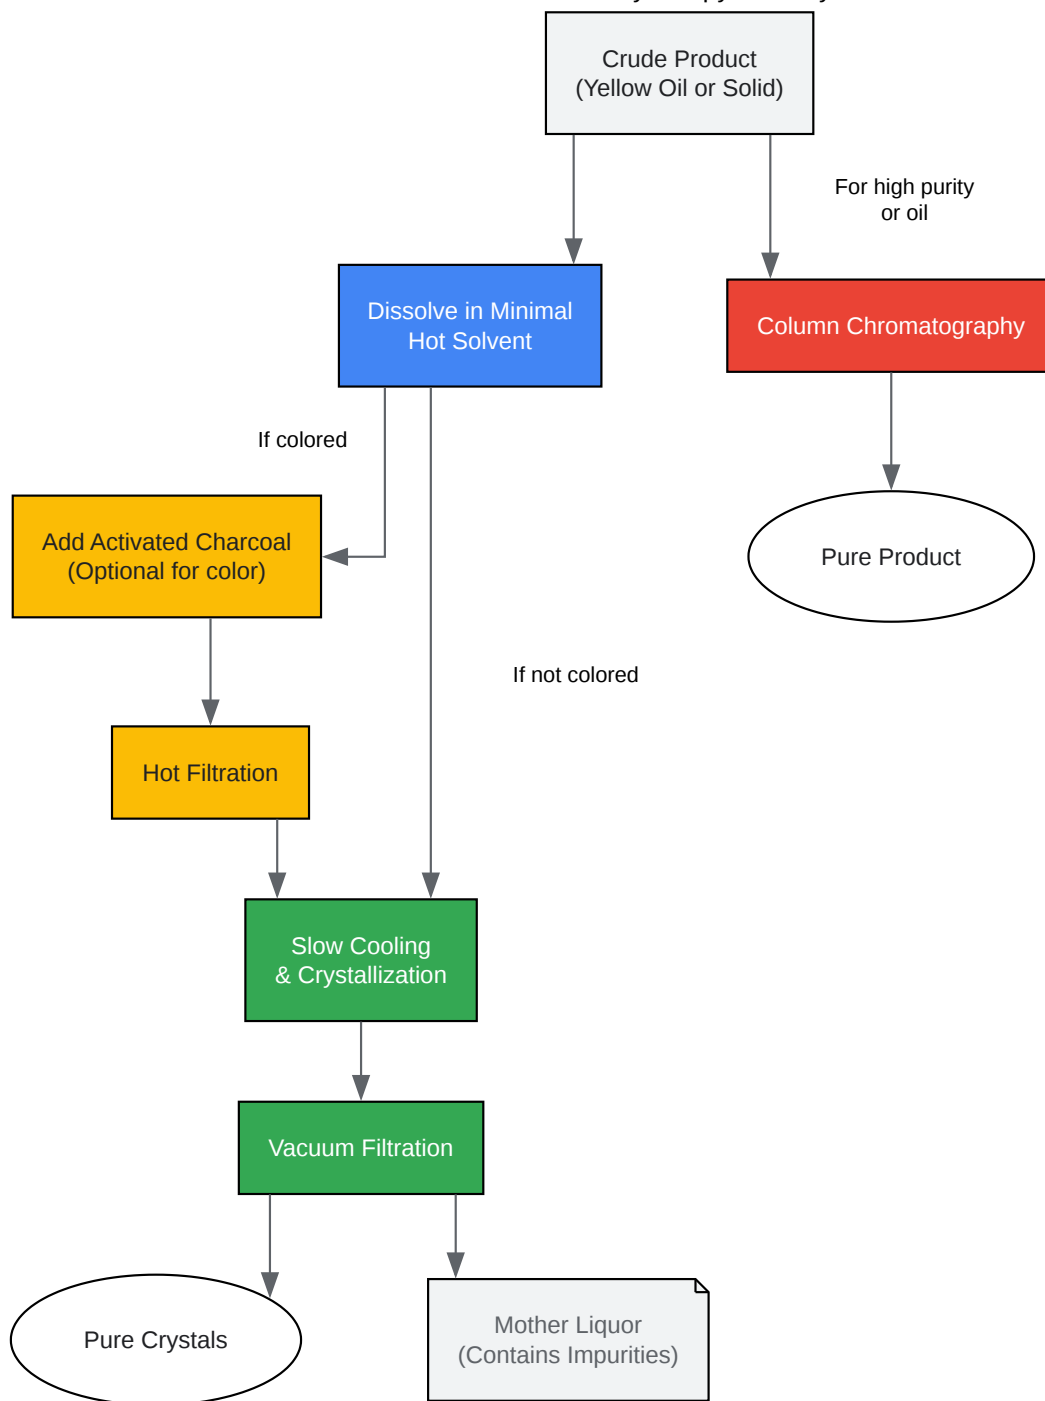 Crude Product
(Yellow Oil or Solid)
For high purity
or oil
Dissolve in Minimal
Hot Solvent
Column Chromatography
If colored
Add Activated Charcoal
(Optional for color)
Pure Product
If not colored
Hot Filtration
Slow Cooling
& Crystallization
Vacuum Filtration
Pure Crystals
Mother Liquor
(Contains Impurities)